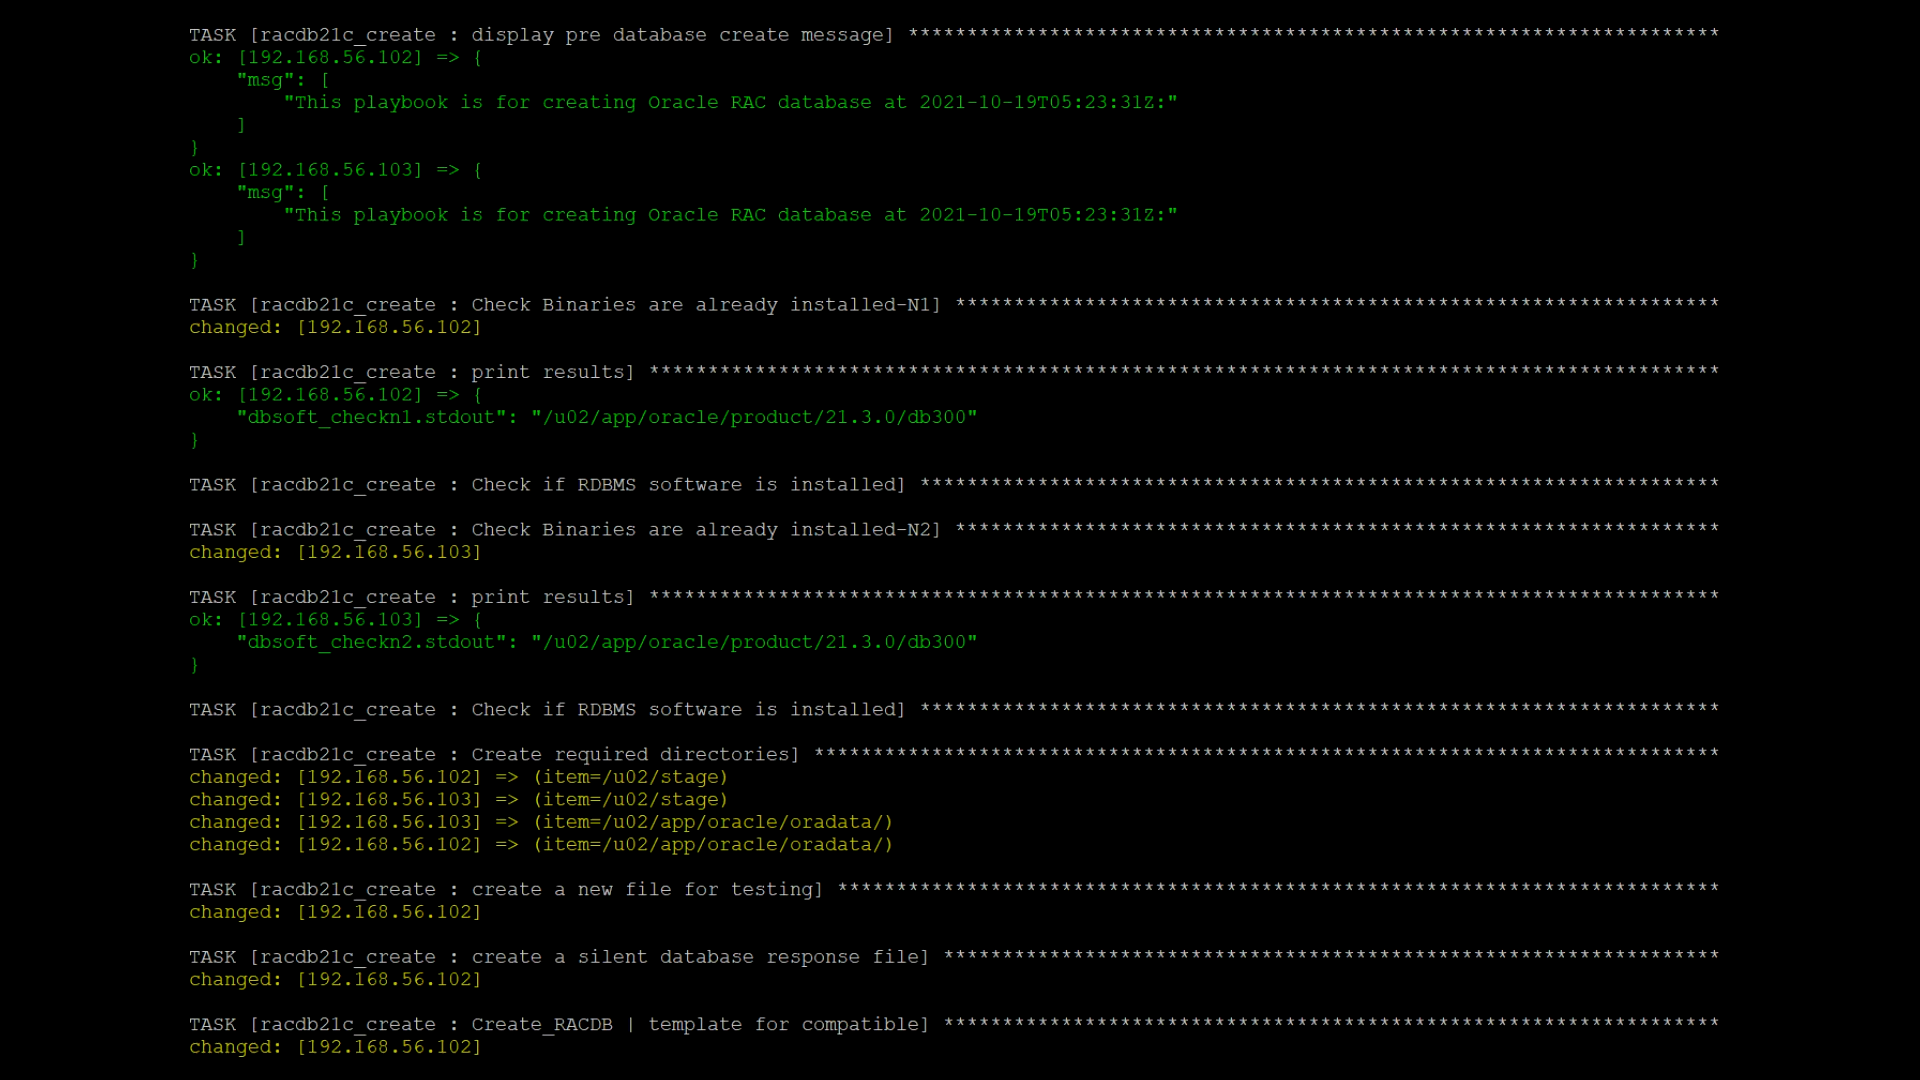 TASK [racdb21c_create : display pre database create message] *********************************************************************
ok: [192.168.56.102] => {
    "msg": [
        "This playbook is for creating Oracle RAC database at 2021-10-19T05:23:31Z:"
    ]
}
ok: [192.168.56.103] => {
    "msg": [
        "This playbook is for creating Oracle RAC database at 2021-10-19T05:23:31Z:"
    ]
}
TASK [racdb21c_create : Check Binaries are already installed-N1] *****************************************************************
changed: [192.168.56.102]
TASK [racdb21c_create : print results] *******************************************************************************************
ok: [192.168.56.102] => {
    "dbsoft_checkn1.stdout": "/u02/app/oracle/product/21.3.0/db300"
}
TASK [racdb21c_create : Check if RDBMS software is installed] ********************************************************************
TASK [racdb21c_create : Check Binaries are already installed-N2] *****************************************************************
changed: [192.168.56.103]
TASK [racdb21c_create : print results] *******************************************************************************************
ok: [192.168.56.103] => {
    "dbsoft_checkn2.stdout": "/u02/app/oracle/product/21.3.0/db300"
}
TASK [racdb21c_create : Check if RDBMS software is installed] ********************************************************************
TASK [racdb21c_create : Create required directories] *****************************************************************************
changed: [192.168.56.102] => (item=/u02/stage)
changed: [192.168.56.103] => (item=/u02/stage)
changed: [192.168.56.103] => (item=/u02/app/oracle/oradata/)
changed: [192.168.56.102] => (item=/u02/app/oracle/oradata/)
TASK [racdb21c_create : create a new file for testing] ***************************************************************************
changed: [192.168.56.102]
TASK [racdb21c_create : create a silent database response file] ******************************************************************
changed: [192.168.56.102]
TASK [racdb21c_create : Create_RACDB | template for compatible] ******************************************************************
changed: [192.168.56.102]